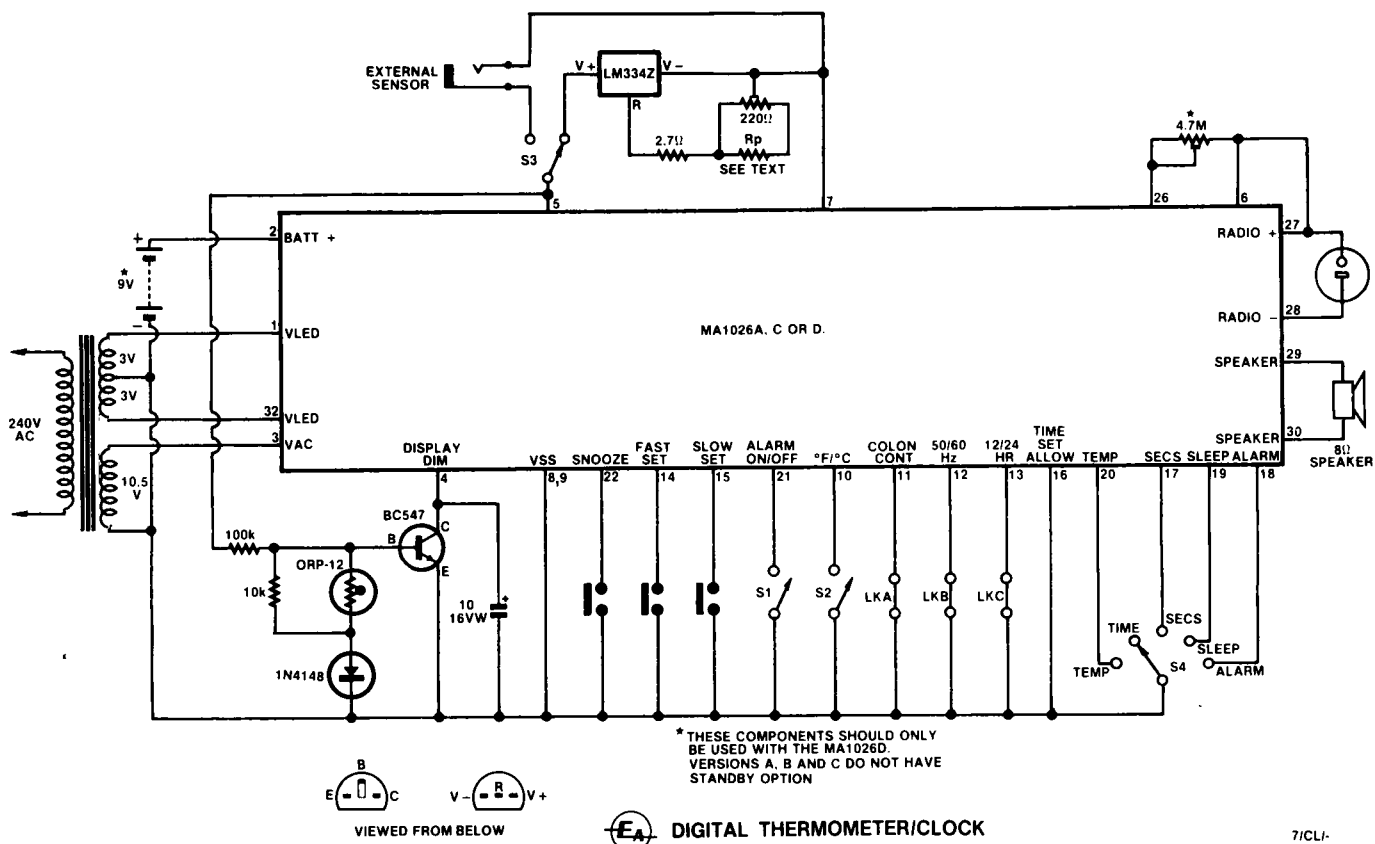 EXTERNAL
SENSOR
V+
LM334Z
V-
R
220Ω
2.7Ω
Rp
SEE TEXT
S3
*
4.7M
5
7
26
6
2
BATT +
+
*
9V
-
1
VLED
3V
3V
240V
AC
32
VLED
3
VAC
10.5
V
MA1026A, C OR D.
RADIO +
27
RADIO -
28
SPEAKER
29
SPEAKER
30
8Ω
SPEAKER
DISPLAY
DIM
4
VSS
8,9
SNOOZE
22
FAST
SET
14
SLOW
SET
15
ALARM
ON/OFF
21
°F/°C
10
COLON
CONT
11
50/60
Hz
12
12/24
HR
13
TIME
SET
ALLOW
16
TEMP
20
SECS
17
SLEEP
19
ALARM
18
BC547
C
B
E
100k
ORP-12
10k
1N4148
10
16VW
+
S1
S2
LKA
LKB
LKC
TIME
SECS
SLEEP
TEMP
S4
ALARM
* THESE COMPONENTS SHOULD ONLY
BE USED WITH THE MA1026D.
VERSIONS A, B AND C DO NOT HAVE
STANDBY OPTION
B
E
C
V-
R
V+
VIEWED FROM BELOW
EA
DIGITAL THERMOMETER/CLOCK
7/CL/-